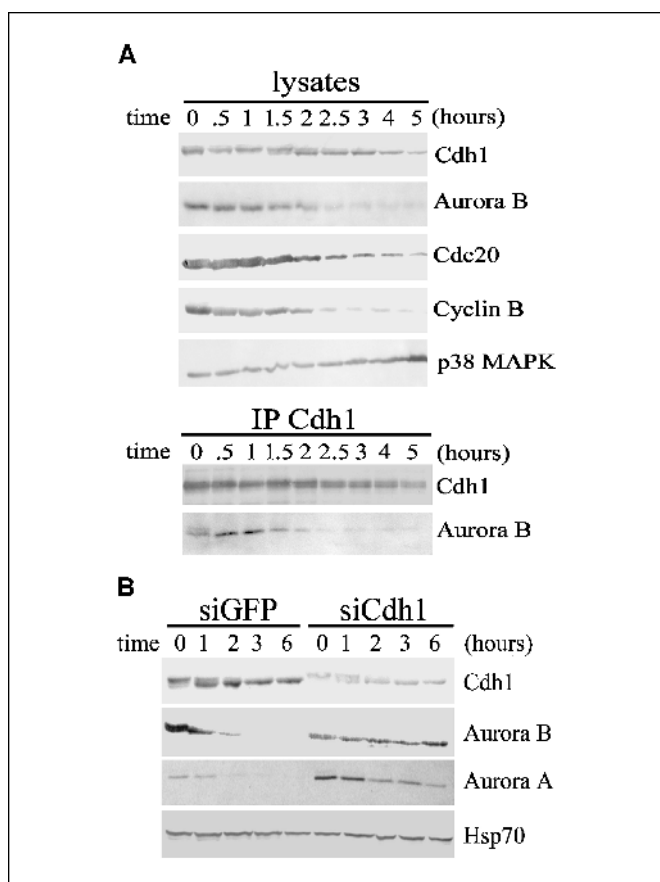 A
lysates
time 0 .5 1 1.5 2 2.5 3 4 5 (hours)
Cdh1
Aurora B
Cdc20
Cyclin B
p38 MAPK
IP Cdh1
time 0 .5 1 1.5 2 2.5 3 4 5 (hours)
Cdh1
Aurora B
B
siGFP siCdh1
time 0 1 2 3 6 0 1 2 3 6 (hours)
Cdh1
Aurora B
Aurora A
Hsp70